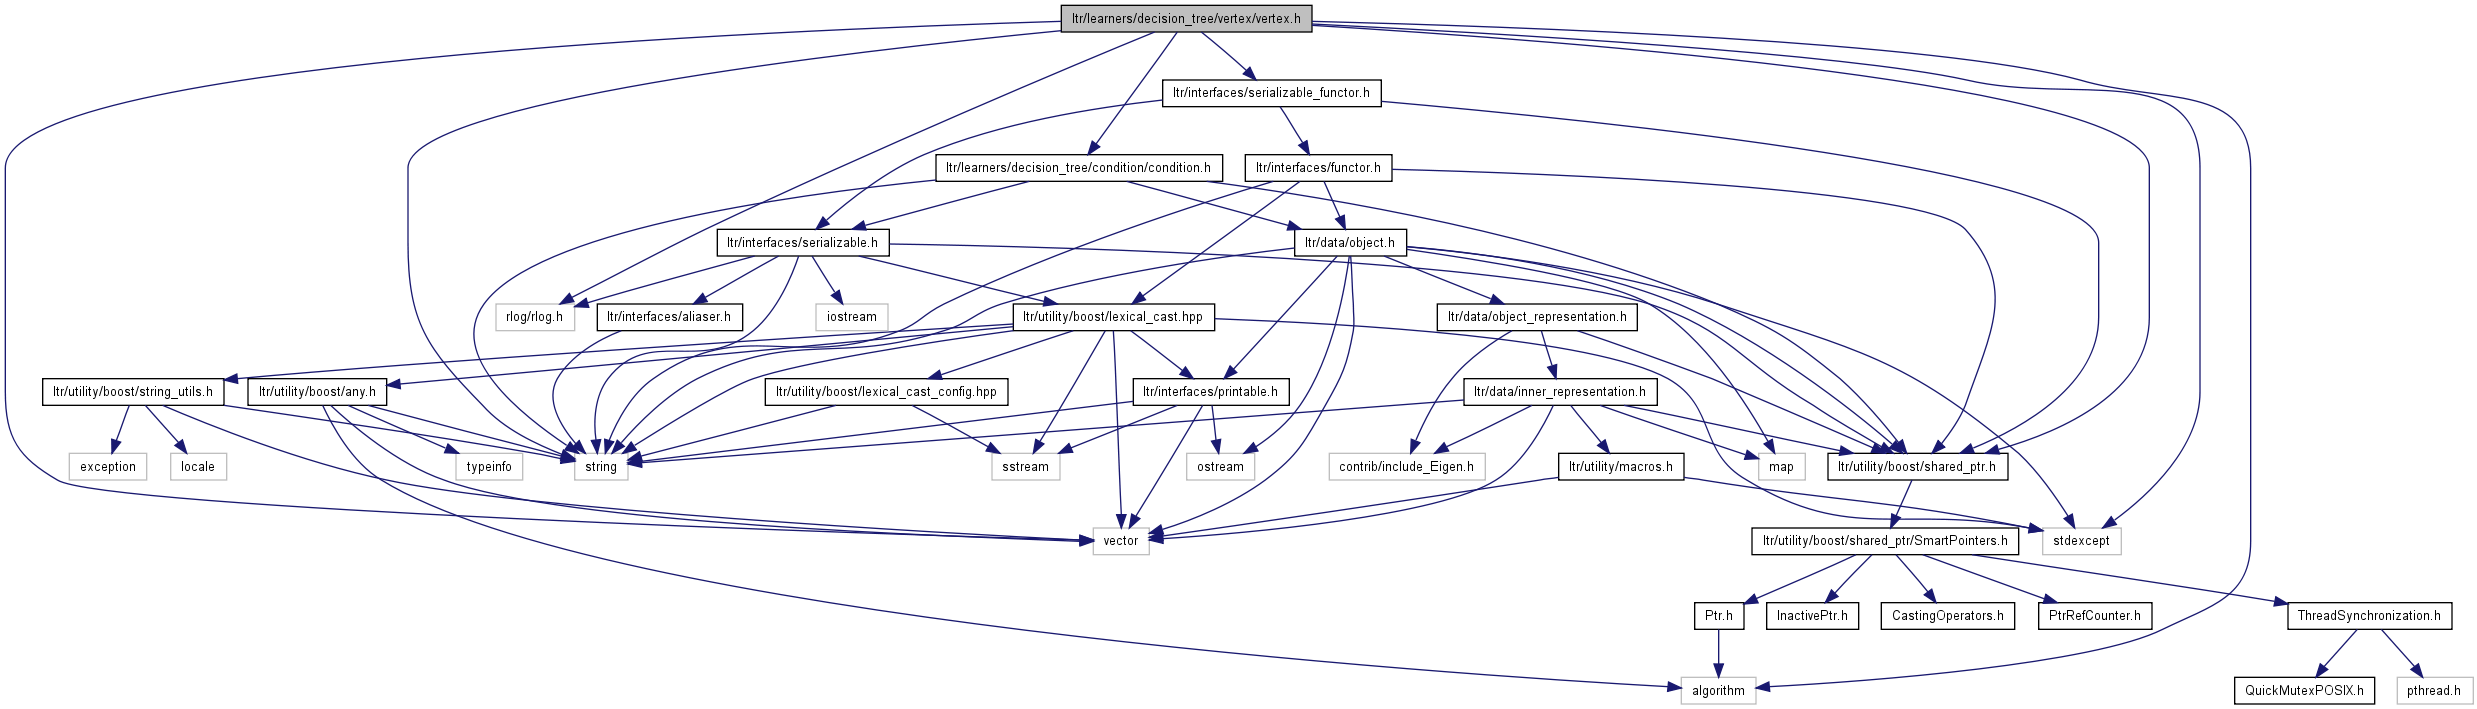 ltr/learners/decision_tree/vertex/vertex.h
ltr/interfaces/serializable_functor.h
ltr/learners/decision_tree/condition/condition.h
ltr/interfaces/functor.h
ltr/interfaces/serializable.h
ltr/data/object.h
rlog/rlog.h
ltr/interfaces/aliaser.h
iostream
ltr/utility/boost/lexical_cast.hpp
ltr/data/object_representation.h
ltr/utility/boost/string_utils.h
ltr/utility/boost/any.h
ltr/utility/boost/lexical_cast_config.hpp
ltr/interfaces/printable.h
ltr/data/inner_representation.h
exception
locale
typeinfo
string
sstream
ostream
contrib/include_Eigen.h
ltr/utility/macros.h
map
ltr/utility/boost/shared_ptr.h
vector
ltr/utility/boost/shared_ptr/SmartPointers.h
stdexcept
Ptr.h
InactivePtr.h
CastingOperators.h
PtrRefCounter.h
ThreadSynchronization.h
algorithm
QuickMutexPOSIX.h
pthread.h